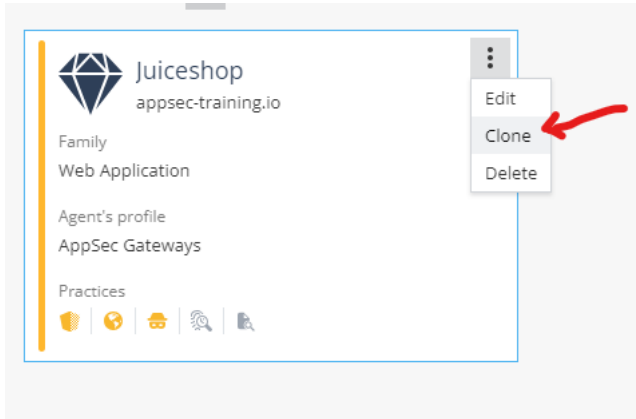 Juiceshop
appsec-training.io
Family
Web Application
Agent's profile
AppSec Gateways
Practices
Edit
Clone
Delete